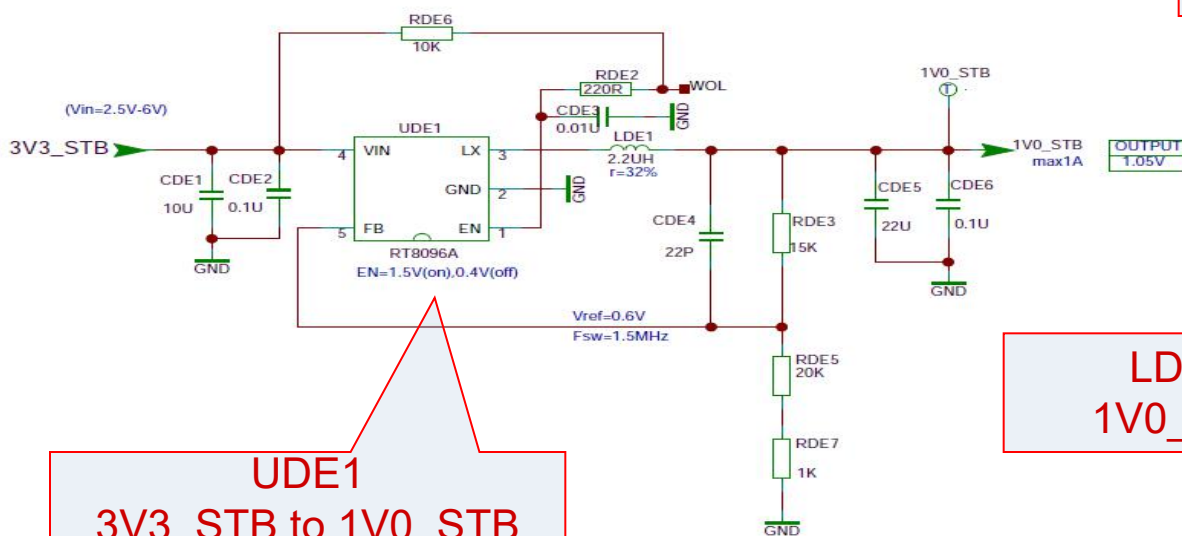 RDE6
10K
RDE2
220R
WOL
1V0_STB
T
(Vin=2.5V-6V)
CDE3
0.01U
GND
UDE1
LDE1
2.2UH
r=32%
3V3_STB
4
VIN
LX
3
1V0_STB
max1A
OUTPUT
1.05V
CDE1
10U
CDE2
0.1U
GND
2
GND
CDE4
22P
RDE3
15K
CDE5
22U
CDE6
0.1U
5
FB
EN
1
GND
RT8096A
EN=1.5V(on),0.4V(off)
GND
Vref=0.6V
Fsw=1.5MHz
RDE5
20K
LD
1V0_
RDE7
1K
GND
UDE1
3V3_STB to 1V0_STB